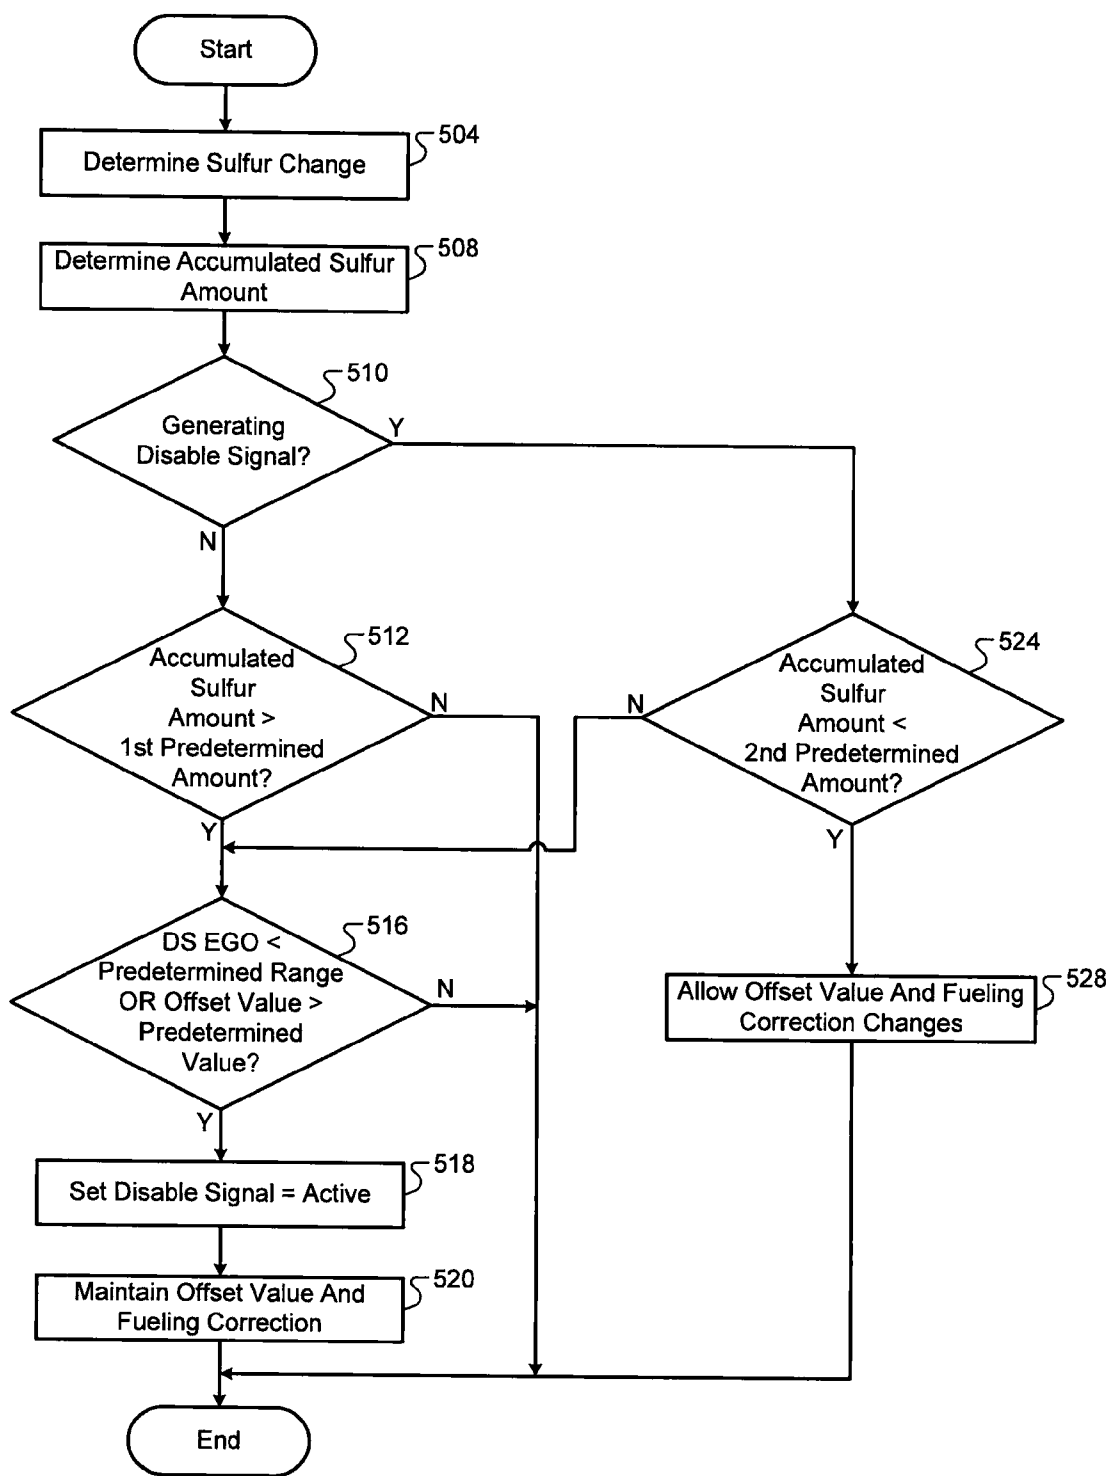 Start
504
Determine Sulfur Change
508
Determine Accumulated Sulfur
Amount
510
Generating
Disable Signal?
Y
N
512
Accumulated
Sulfur
Amount >
1st Predetermined
Amount?
N
Y
524
Accumulated
Sulfur
Amount <
2nd Predetermined
Amount?
N
Y
516
DS EGO <
Predetermined Range
OR Offset Value >
Predetermined
Value?
N
Y
528
Allow Offset Value And Fueling
Correction Changes
518
Set Disable Signal = Active
520
Maintain Offset Value And
Fueling Correction
End